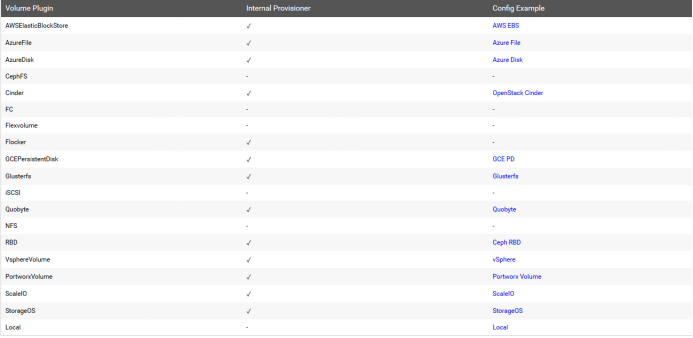 Volume Plugin Internal Provisioner Config Example
AWSElasticBlockStore ✓ AWS EBS
AzureFile ✓ Azure File
AzureDisk ✓ Azure Disk
CephFS - -
Cinder ✓ OpenStack Cinder
FC - -
Flexvolume - -
Flocker ✓ -
GCEPersistentDisk ✓ GCE PD
Glusterfs ✓ Glusterfs
iSCSI - -
Quobyte ✓ Quobyte
NFS - -
RBD ✓ Ceph RBD
VsphereVolume ✓ vSphere
PortworxVolume ✓ Portworx Volume
ScaleIO ✓ ScaleIO
StorageOS ✓ StorageOS
Local - Local